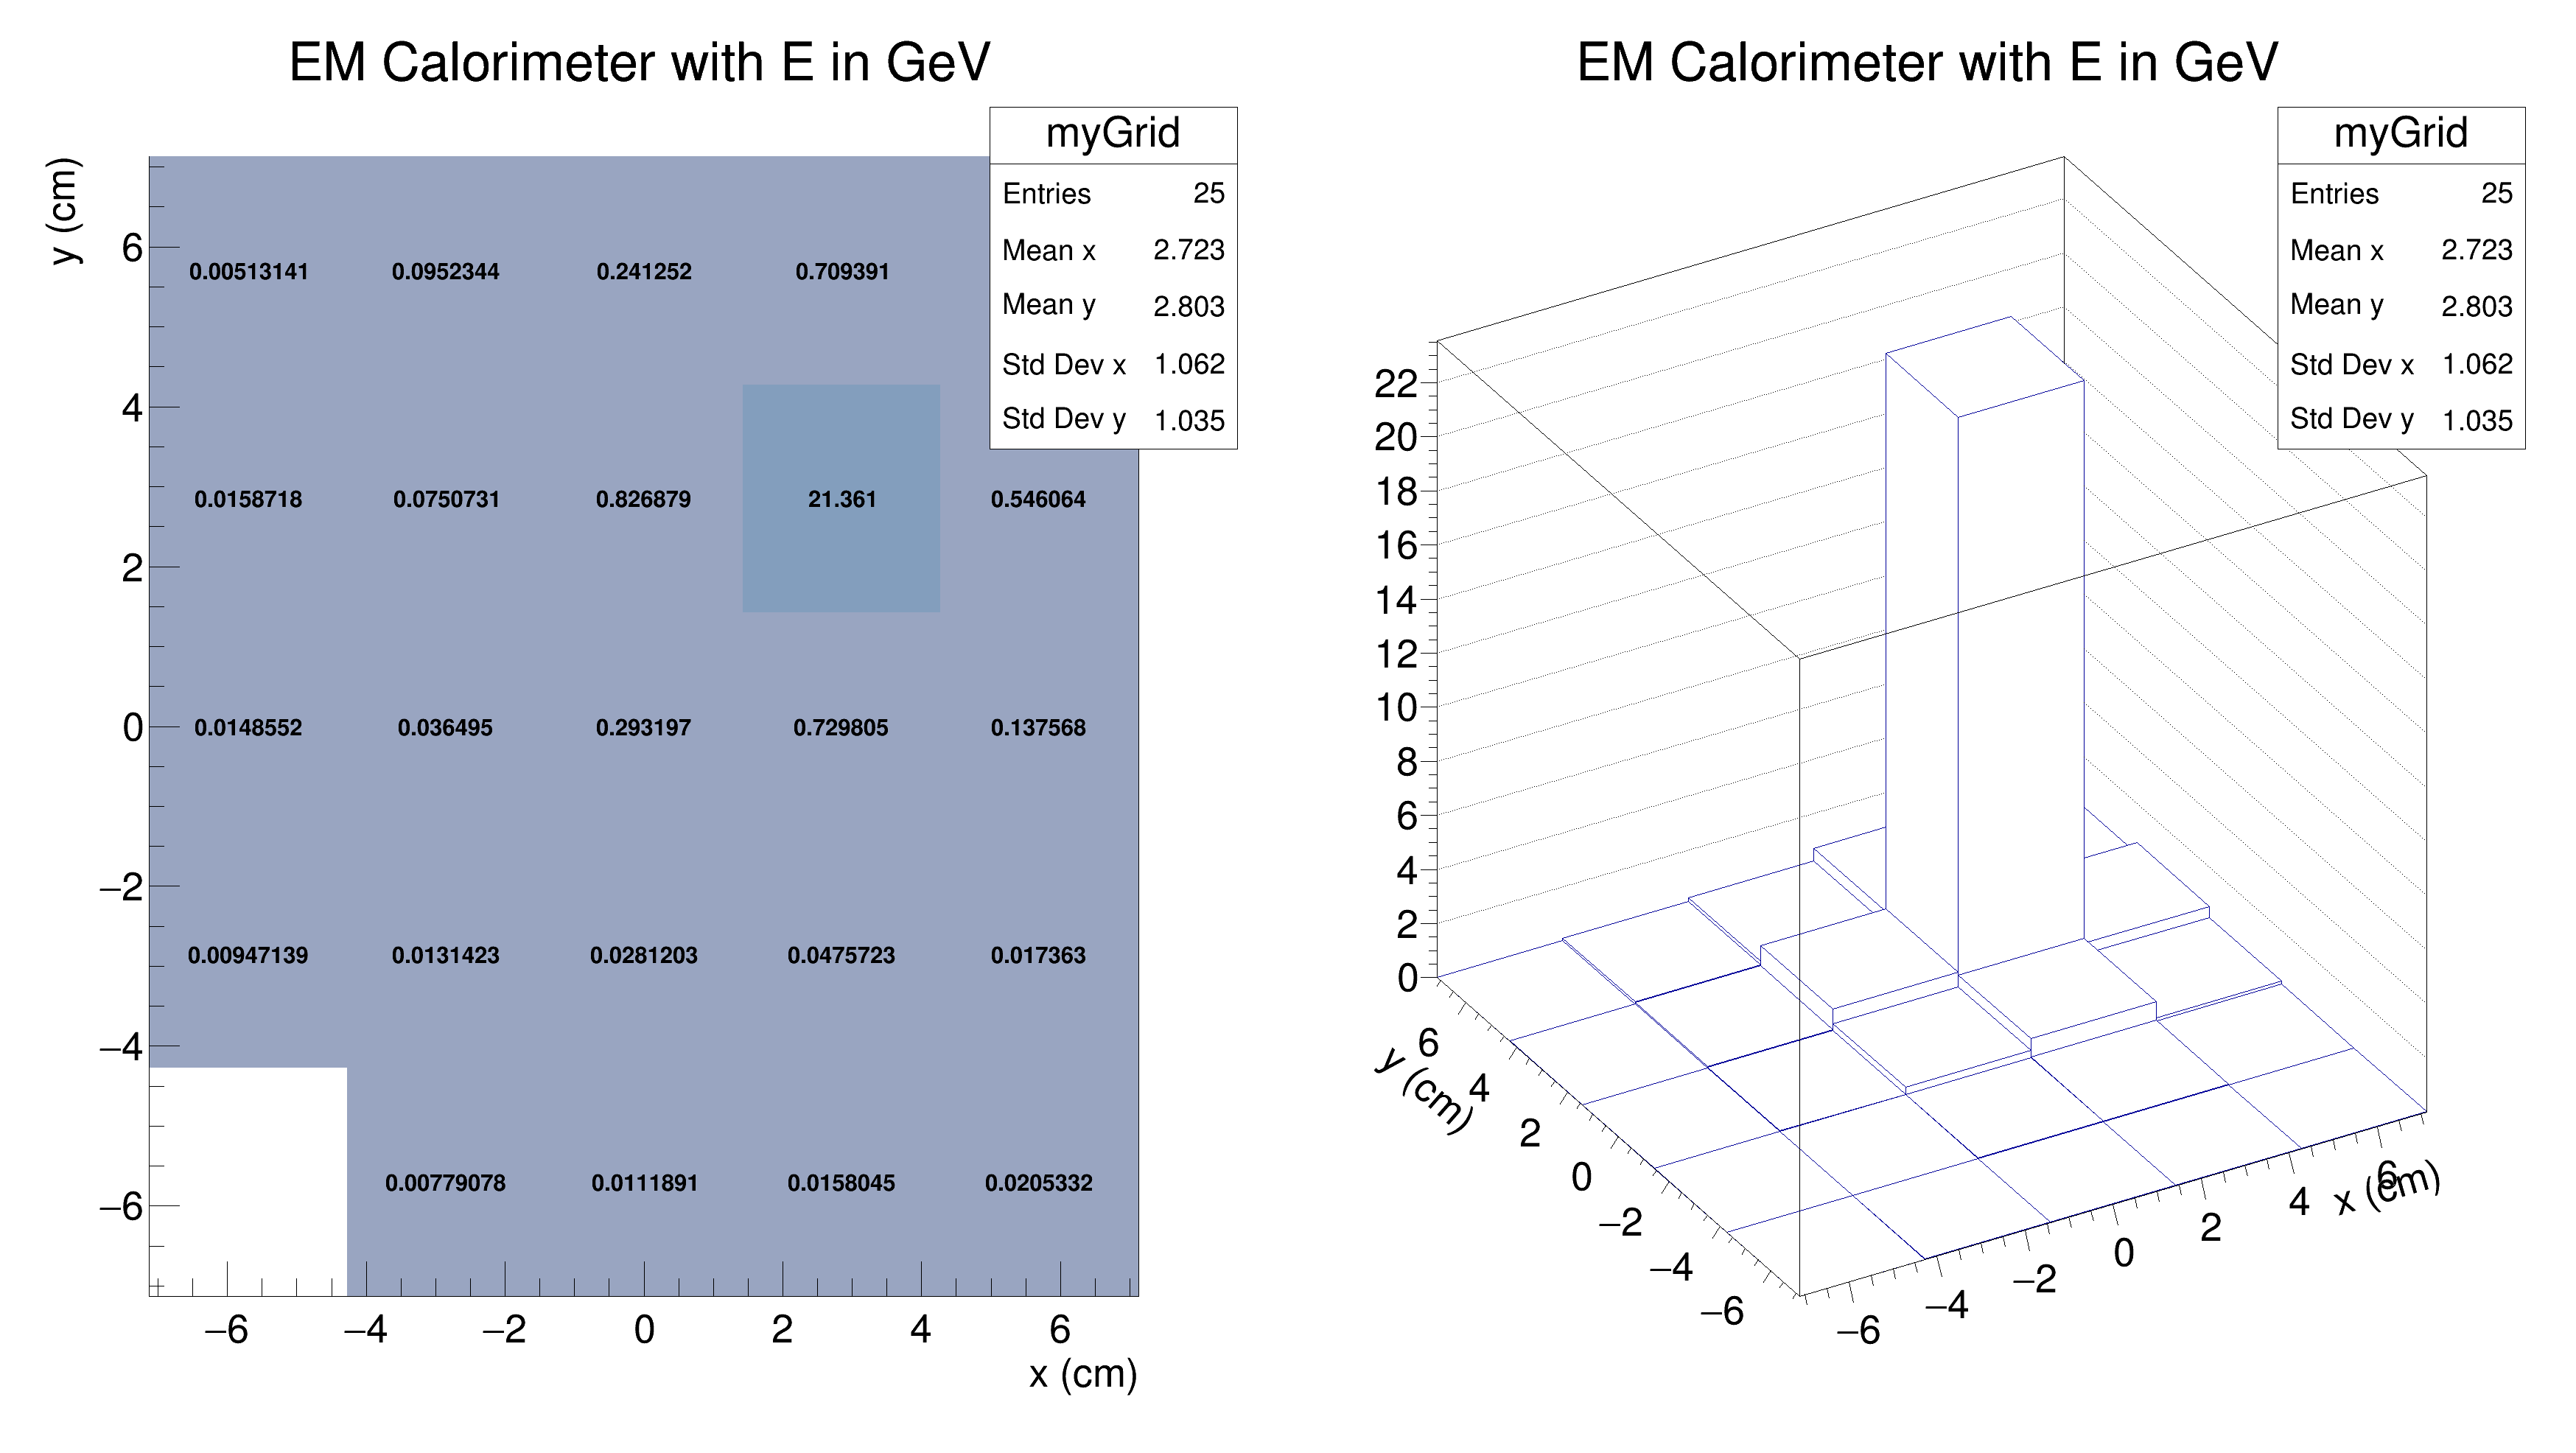 EM Calorimeter with E in GeV
myGrid
Entries 25
Mean x 2.723
Mean y 2.803
Std Dev x 1.062
Std Dev y 1.035
y (cm)
6
4
2
0
−2
−4
−6
0.00513141 0.0952344 0.241252 0.709391
0.0158718 0.0750731 0.826879 21.361 0.546064
0.0148552 0.036495 0.293197 0.729805 0.137568
0.00947139 0.0131423 0.0281203 0.0475723 0.017363
0.00779078 0.0111891 0.0158045 0.0205332
−6 −4 −2 0 2 4 6
x (cm)
EM Calorimeter with E in GeV
myGrid
Entries 25
Mean x 2.723
Mean y 2.803
Std Dev x 1.062
Std Dev y 1.035
22
20
18
16
14
12
10
8
6
4
2
0
y (cm)
6
4
2
0
−2
−4
−6
−6 −4 −2 0 2 4 6
x (cm)